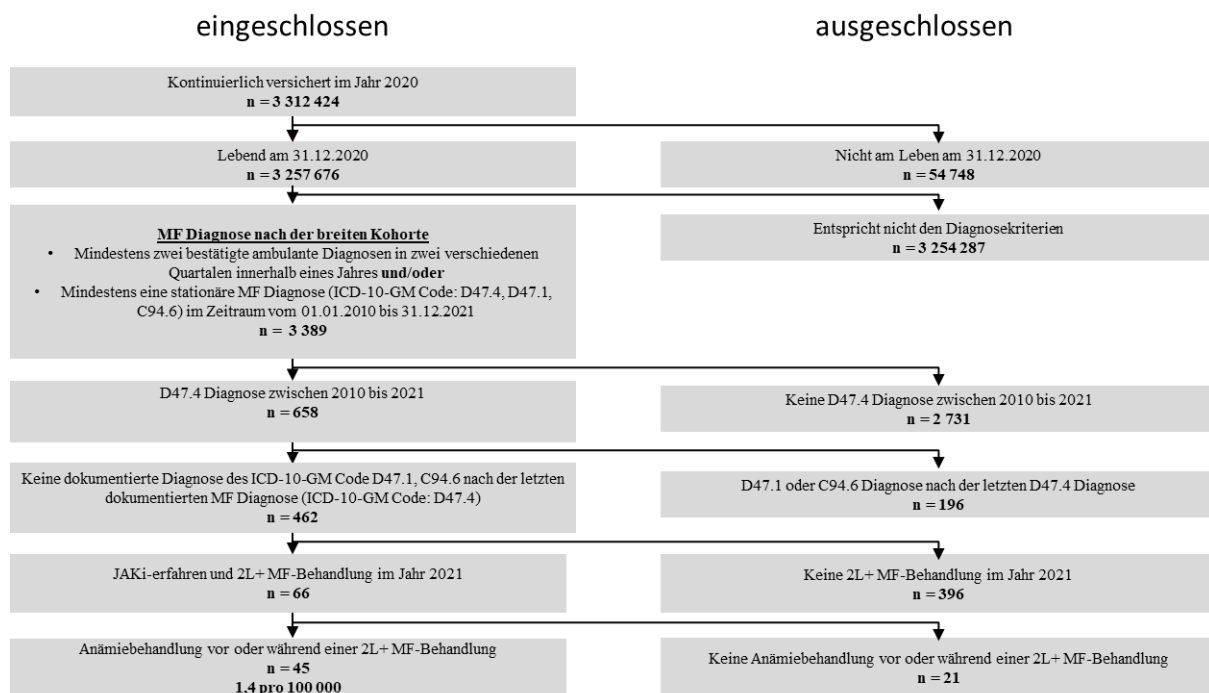 eingeschlossen
ausgeschlossen
Kontinuierlich versichert im Jahr 2020
n = 3 312 424
Lebend am 31.12.2020
n = 3 257 676
Nicht am Leben am 31.12.2020
n = 54 748
MF Diagnose nach der breiten Kohorte
• Mindestens zwei bestätigte ambulante Diagnosen in zwei verschiedenen
Quartalen innerhalb eines Jahres und/oder
• Mindestens eine stationäre MF Diagnose (ICD-10-GM Code: D47.4, D47.1,
C94.6) im Zeitraum vom 01.01.2010 bis 31.12.2021
n = 3 389
Entspricht nicht den Diagnosekriterien
n = 3 254 287
D47.4 Diagnose zwischen 2010 bis 2021
n = 658
Keine D47.4 Diagnose zwischen 2010 bis 2021
n = 2 731
Keine dokumentierte Diagnose des ICD-10-GM Code D47.1, C94.6 nach der letzten
dokumentierten MF Diagnose (ICD-10-GM Code: D47.4)
n = 462
D47.1 oder C94.6 Diagnose nach der letzten D47.4 Diagnose
n = 196
JAKi-erfahren und 2L+ MF-Behandlung im Jahr 2021
n = 66
Keine 2L+ MF-Behandlung im Jahr 2021
n = 396
Anämiebehandlung vor oder während einer 2L+ MF-Behandlung
n = 45
1,4 pro 100 000
Keine Anämiebehandlung vor oder während einer 2L+ MF-Behandlung
n = 21